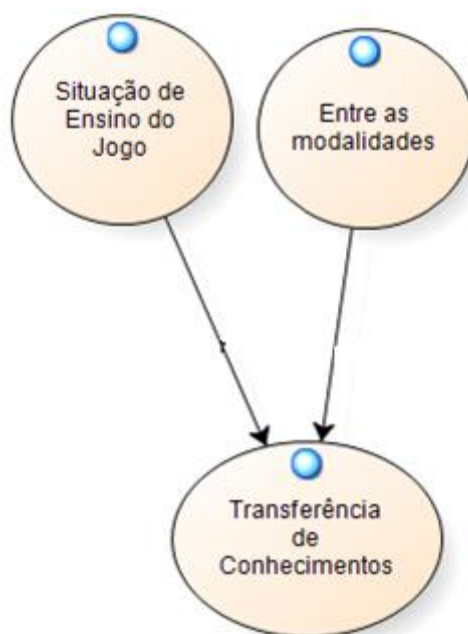 Situação de
Ensino do
Jogo
Entre as
modalidades
Transferência
de
Conhecimentos